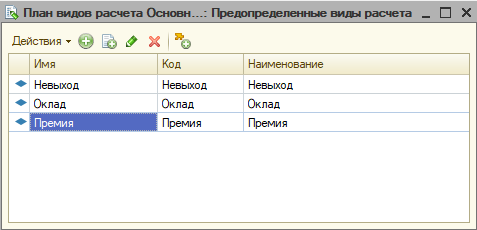 План видов расчета Основн...: Предопределенные виды расчета
Действия
Имя Код Наименование
Невыход Невыход Невыход
Оклад Оклад Оклад
Премия Премия Премия